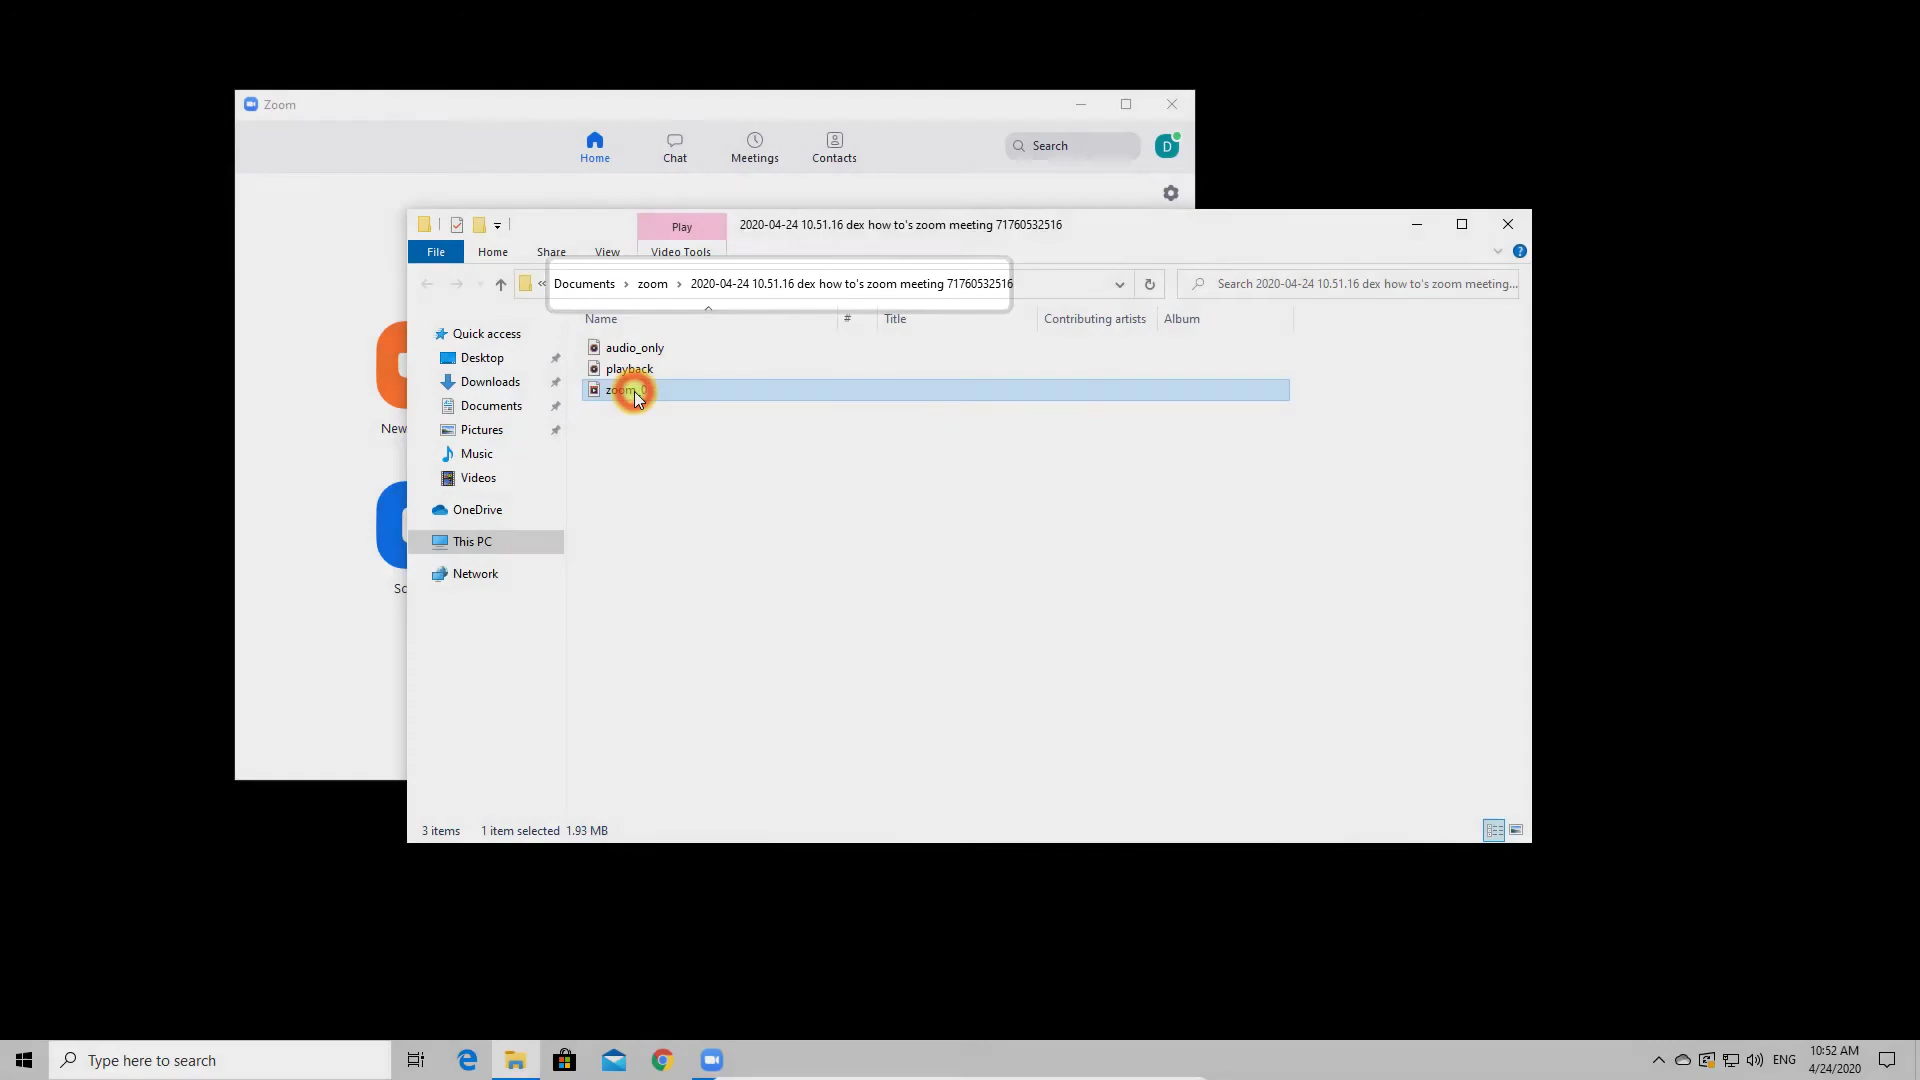 Zoom
Home
Chat
Meetings
Contacts
Search
D
Play
2020-04-24 10.51.16 dex how to's zoom meeting 71760532516
File
Home
Share
View
Video Tools
« Documents › zoom › 2020-04-24 10.51.16 dex how to's zoom meeting 71760532516
Search 2020-04-24 10.51.16 dex how to's zoom meeting...
Name
#
Title
Contributing artists
Album
Quick access
Desktop
Downloads
Documents
Pictures
Music
Videos
OneDrive
This PC
Network
audio_only
playback
zoom_0
New
Sc
3 items
1 item selected 1.93 MB
Type here to search
ENG
10:52 AM
4/24/2020